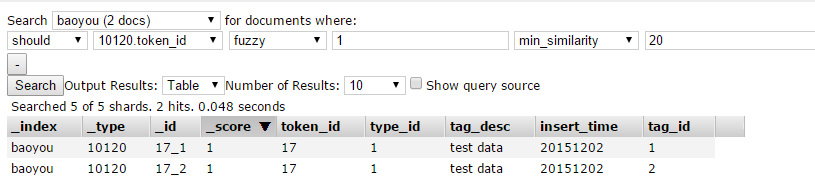 Search baoyou (2 docs) for documents where:
should 10120.token_id fuzzy 1 min_similarity 20
-
Search Output Results: Table Number of Results: 10 Show query source
Searched 5 of 5 shards. 2 hits. 0.048 seconds
_index _type _id _score token_id type_id tag_desc insert_time tag_id
baoyou 10120 17_1 1 17 1 test data 20151202 1
baoyou 10120 17_2 1 17 1 test data 20151202 2